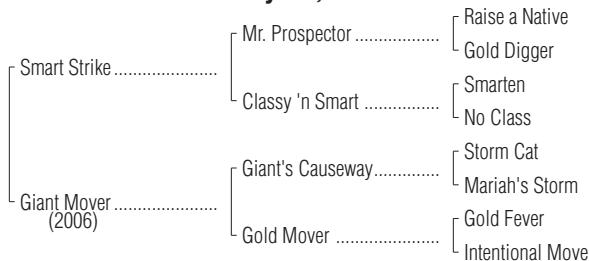 Raise a Native
Mr. Prospector ..................
Gold Digger
Smart Strike ......................
Smarten
Classy 'n Smart ................
No Class
Storm Cat
Giant's Causeway..............
Mariah's Storm
Giant Mover ......................
(2006)
Gold Fever
Gold Mover ......................
Intentional Move